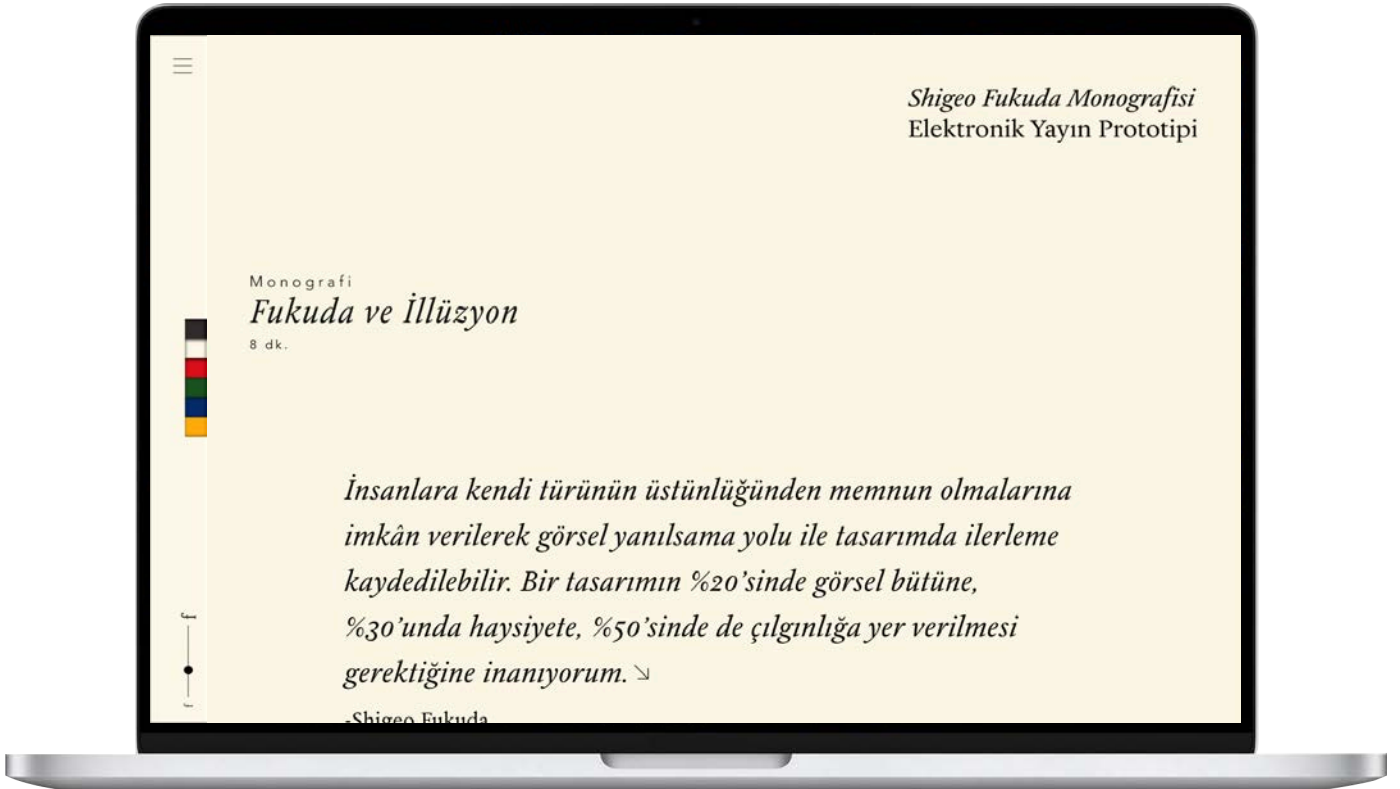 Shigeo Fukuda Monografisi
Elektronik Yayın Prototipi
Monografi
Fukuda ve İllüzyon
8 dk.
İnsanlara kendi türünün üstünlüğünden memnun olmalarına
imkân verilerek görsel yanılsama yolu ile tasarımda ilerleme
kaydedilebilir. Bir tasarımın %20’sinde görsel bütüne,
%30’unda haysiyete, %50’sinde de çılgınlığa yer verilmesi
gerektiğine inanıyorum. ↘
-Shigeo Fukuda
f
f